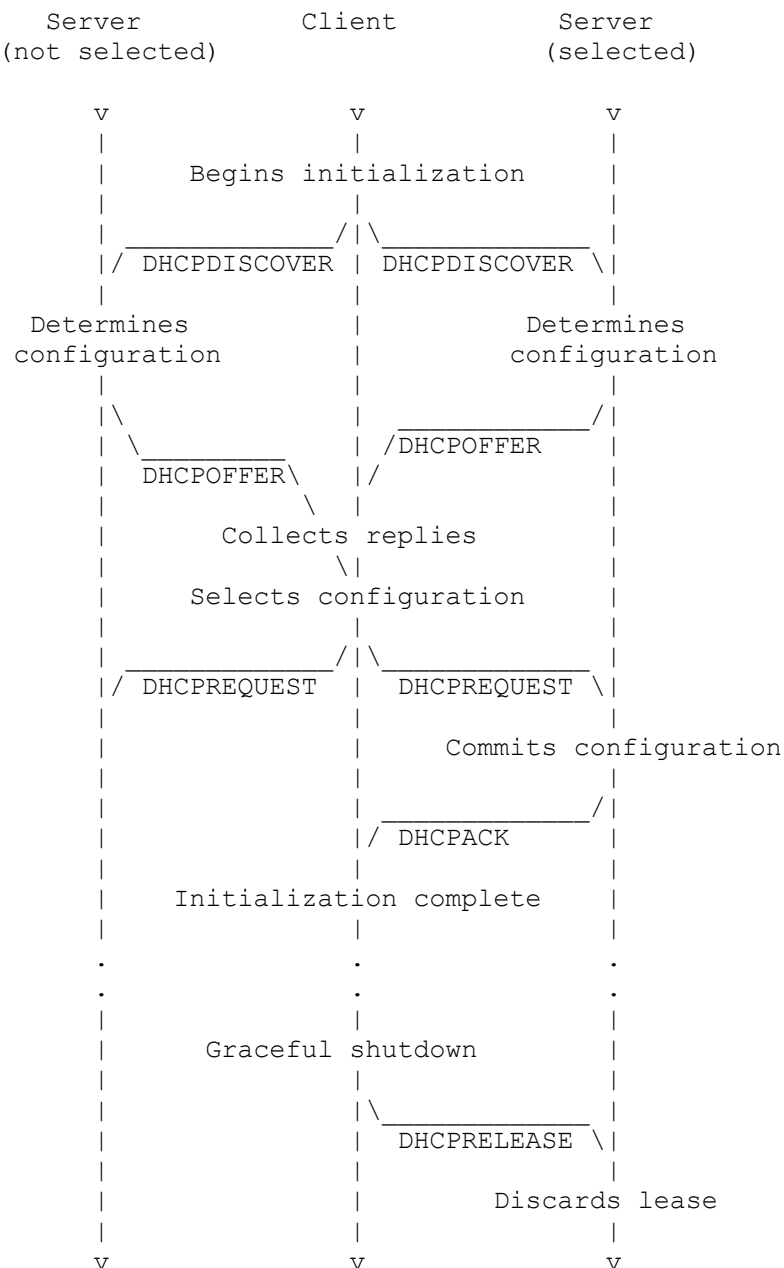 Server Client Server
(not selected) (selected)
v v v
Begins initialization
DHCPDISCOVER DHCPDISCOVER
Determines Determines
configuration configuration
DHCPOFFER
DHCPOFFER
Collects replies
Selects configuration
DHCPREQUEST DHCPREQUEST
Commits configuration
DHCPACK
Initialization complete
. . .
. . .
Graceful shutdown
DHCPRELEASE
Discards lease
v v v